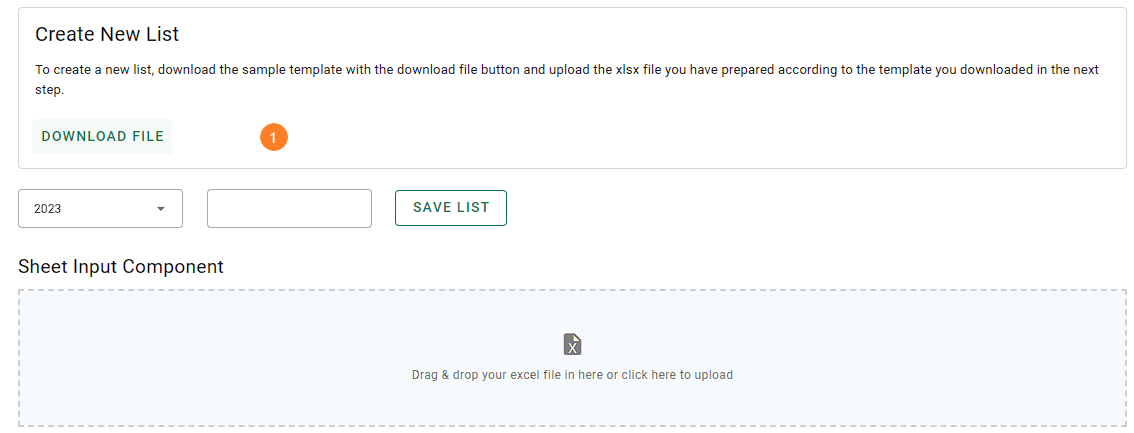 Create New List
To create a new list, download the sample template with the download file button and upload the xlsx file you have prepared according to the template you downloaded in the next
step.
DOWNLOAD FILE 1
2023 SAVE LIST
Sheet Input Component
X
Drag & drop your excel file in here or click here to upload